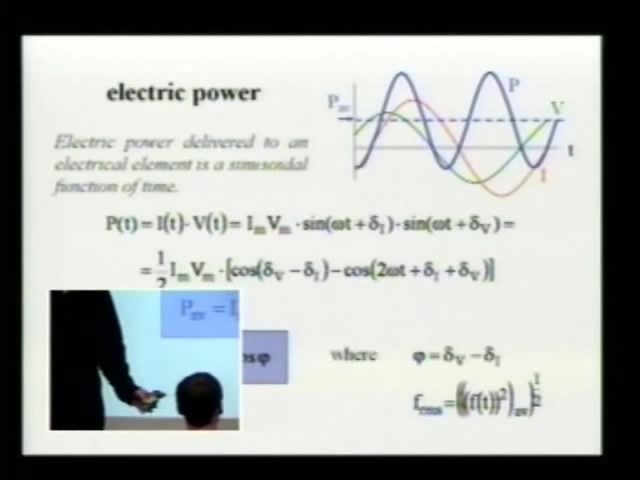 electric power
P
P_av
V
t
I
Electric power delivered to an
electrical element is a sinusoidal
function of time.
P(t) = I(t)·V(t) = I_m V_m · sin(ωt + δ_I) · sin(ωt + δ_V) =
= 1/2 I_m V_m · [cos(δ_V − δ_I) − cos(2ωt + δ_I + δ_V)]
P_av = I
osφ where φ = δ_V − δ_I
f_rms = ((f(t))²)_av)^1/2